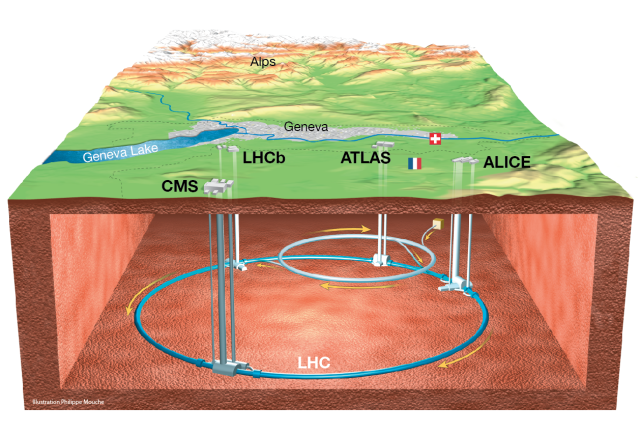 Alps
Geneva
Geneva Lake
LHCb
ATLAS
ALICE
CMS
LHC
Illustration Philippe Mouche